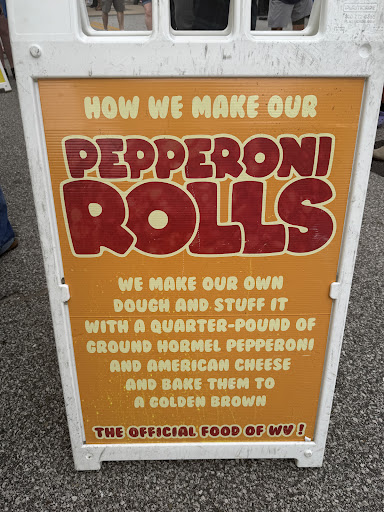 HOW WE MAKE OUR
PEPPERONI
ROLLS
WE MAKE OUR OWN
DOUGH AND STUFF IT
WITH A QUARTER-POUND OF
GROUND HORMEL PEPPERONI
AND AMERICAN CHEESE
AND BAKE THEM TO
A GOLDEN BROWN
THE OFFICIAL FOOD OF WV !